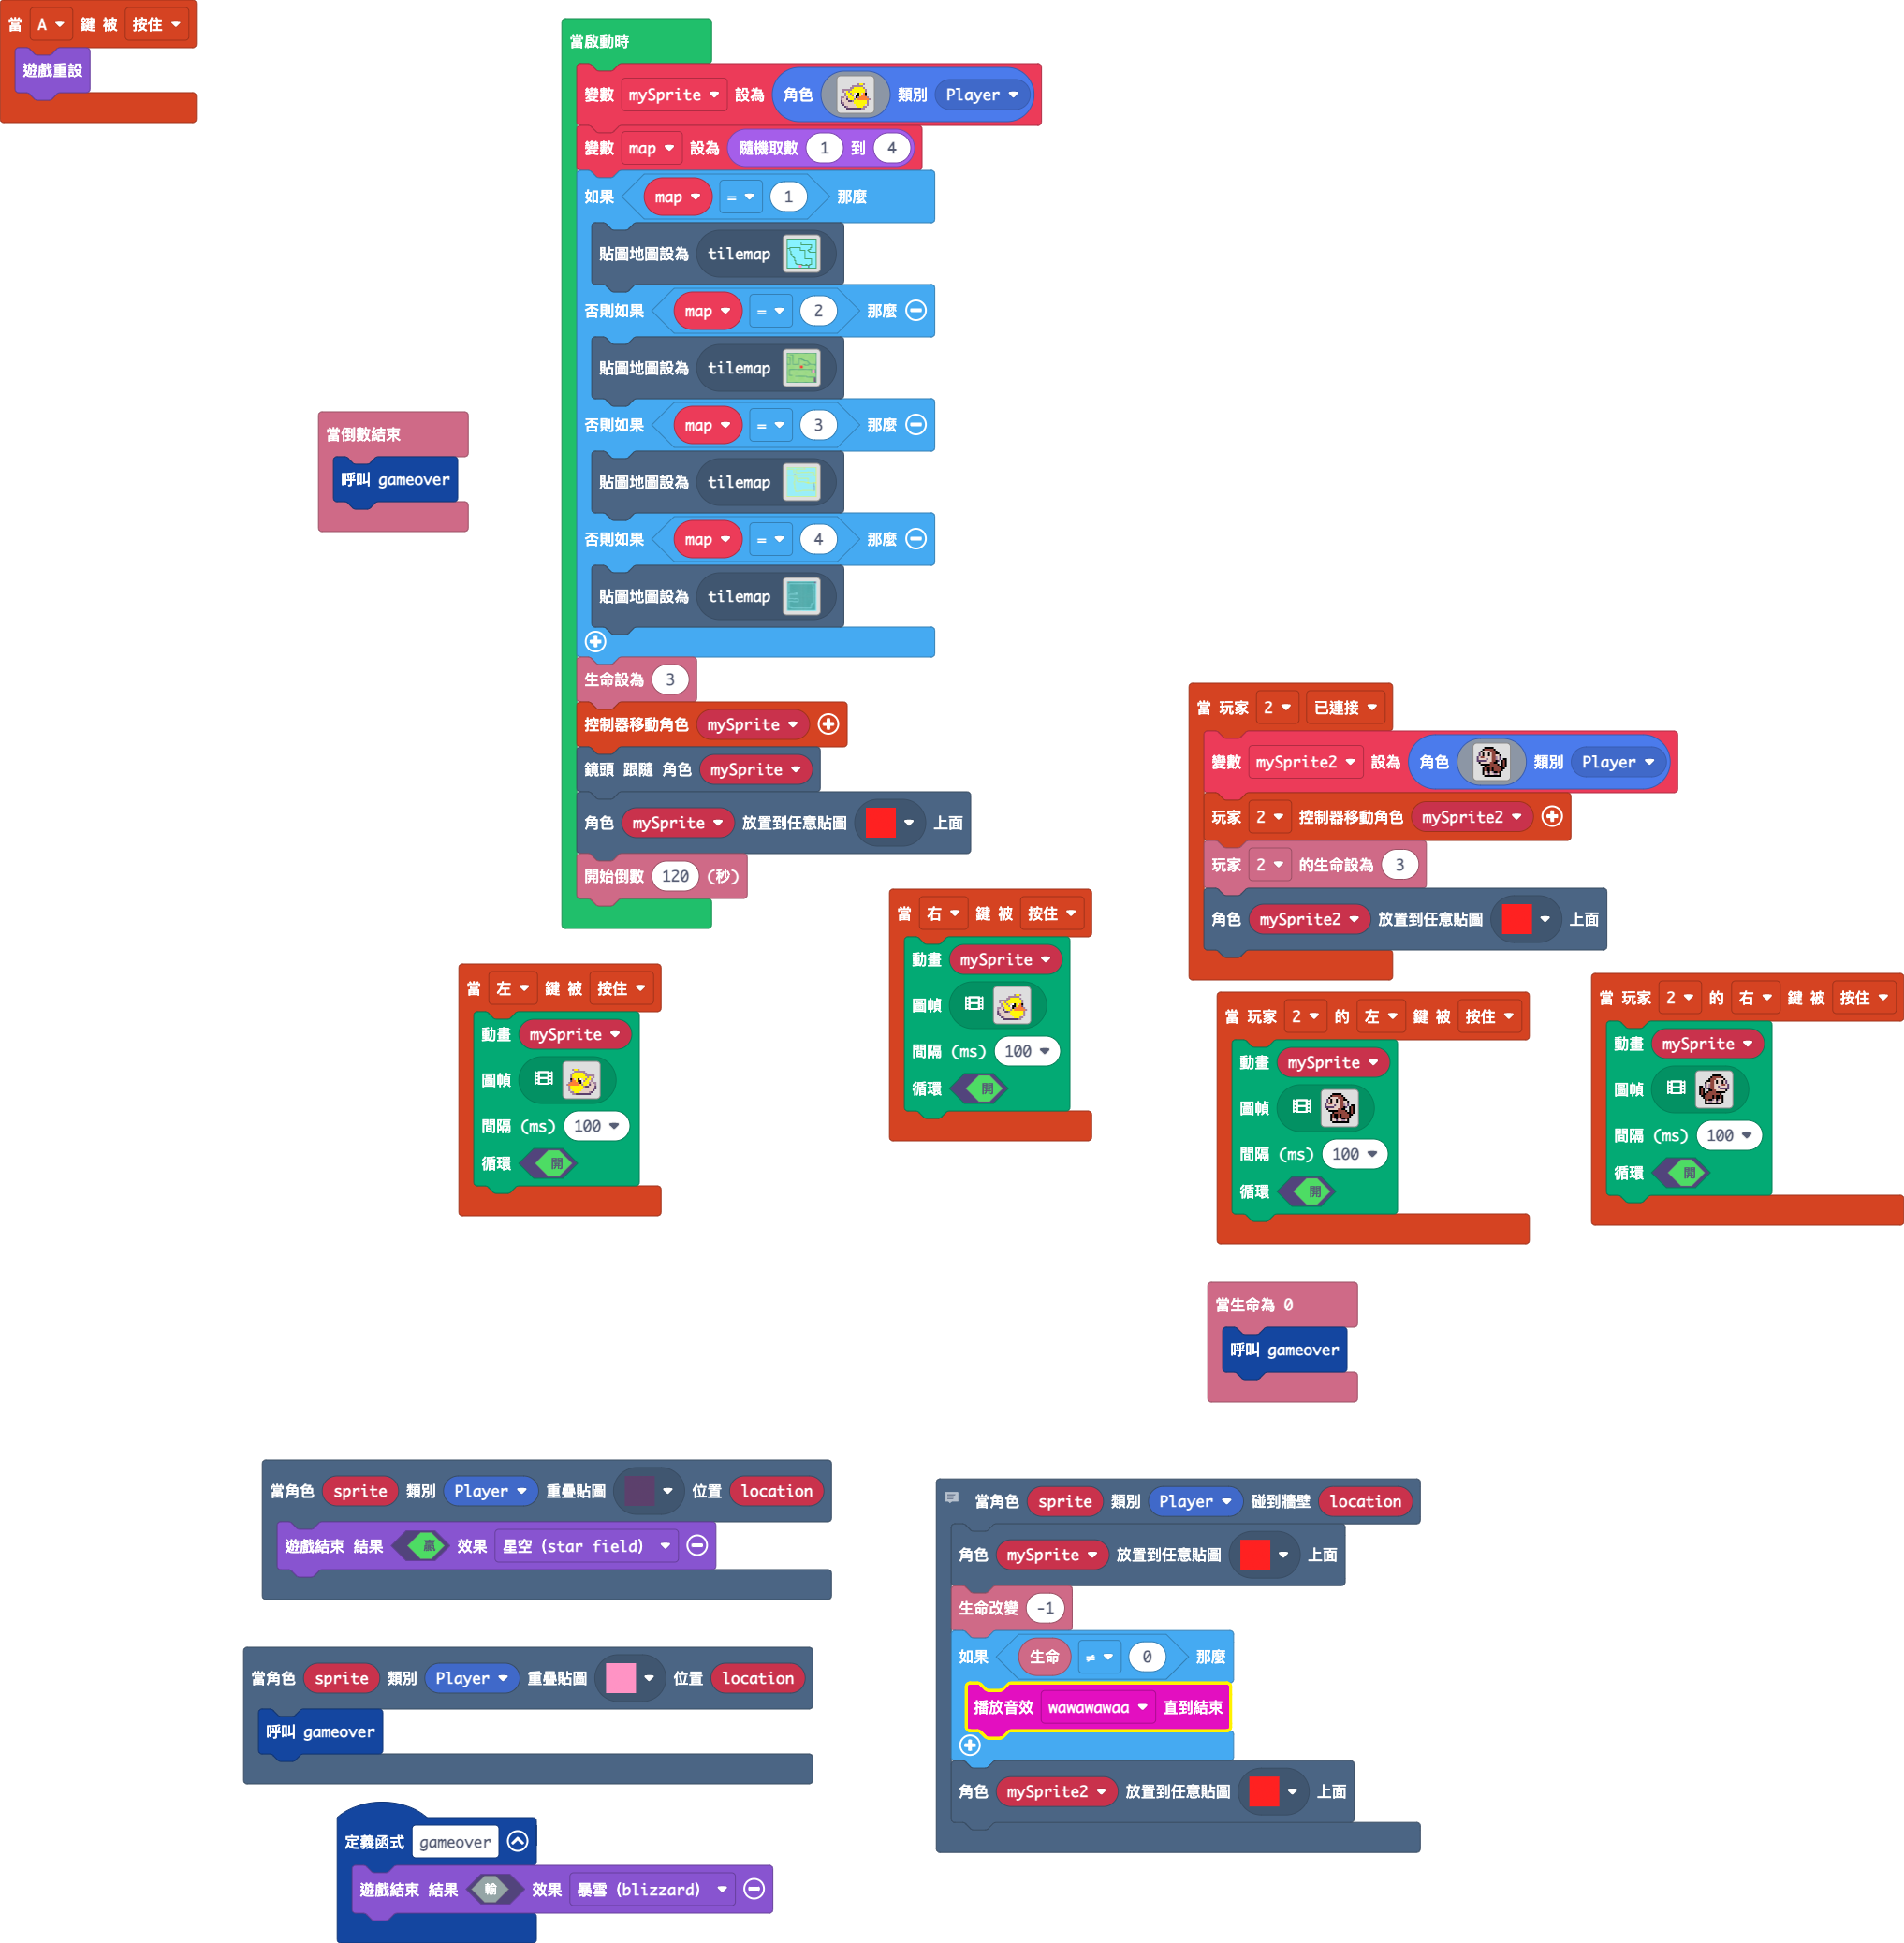 當 A 鍵 被 按住
遊戲重設
當啟動時
變數 mySprite 設為 角色 類別 Player
變數 map 設為 隨機取數 1 到 4
如果 map = 1 那麼
貼圖地圖設為 tilemap
否則如果 map = 2 那麼
貼圖地圖設為 tilemap
否則如果 map = 3 那麼
貼圖地圖設為 tilemap
否則如果 map = 4 那麼
貼圖地圖設為 tilemap
生命設為 3
控制器移動角色 mySprite
鏡頭 跟隨 角色 mySprite
角色 mySprite 放置到任意貼圖 上面
開始倒數 120 (秒)
當倒數結束
呼叫 gameover
當 玩家 2 已連接
變數 mySprite2 設為 角色 類別 Player
玩家 2 控制器移動角色 mySprite2
玩家 2 的生命設為 3
角色 mySprite2 放置到任意貼圖 上面
當 左 鍵 被 按住
動畫 mySprite
圖幀
間隔 (ms) 100
循環 開
當 右 鍵 被 按住
動畫 mySprite
圖幀
間隔 (ms) 100
循環 開
當 玩家 2 的 左 鍵 被 按住
動畫 mySprite
圖幀
間隔 (ms) 100
循環 開
當 玩家 2 的 右 鍵 被 按住
動畫 mySprite
圖幀
間隔 (ms) 100
循環 開
當生命為 0
呼叫 gameover
當角色 sprite 類別 Player 重疊貼圖 位置 location
遊戲結束 結果 贏 效果 星空 (star field)
當角色 sprite 類別 Player 重疊貼圖 位置 location
呼叫 gameover
定義函式 gameover
遊戲結束 結果 輸 效果 暴雪 (blizzard)
當角色 sprite 類別 Player 碰到牆壁 location
角色 mySprite 放置到任意貼圖 上面
生命改變 -1
如果 生命 ≠ 0 那麼
播放音效 wawawawaa 直到結束
角色 mySprite2 放置到任意貼圖 上面